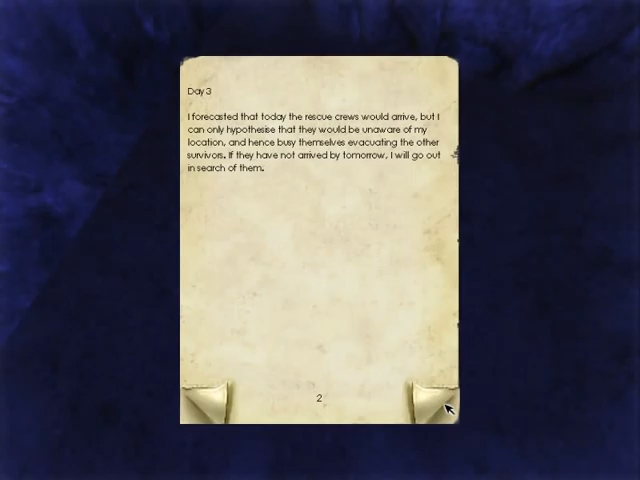 Day 3
I forecasted that today the rescue crews would arrive, but I
can only hypothesise that they would be unaware of my
location, and hence busy themselves evacuating the other
survivors. If they have not arrived by tomorrow, I will go out
in search of them.
2